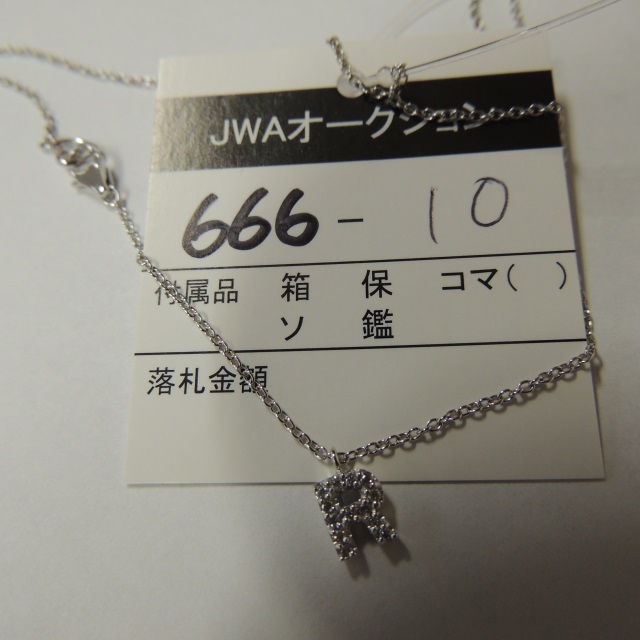 JWAオークション
666-10
付属品 箱 保 コマ( )
ソ 鑑
落札金額
R